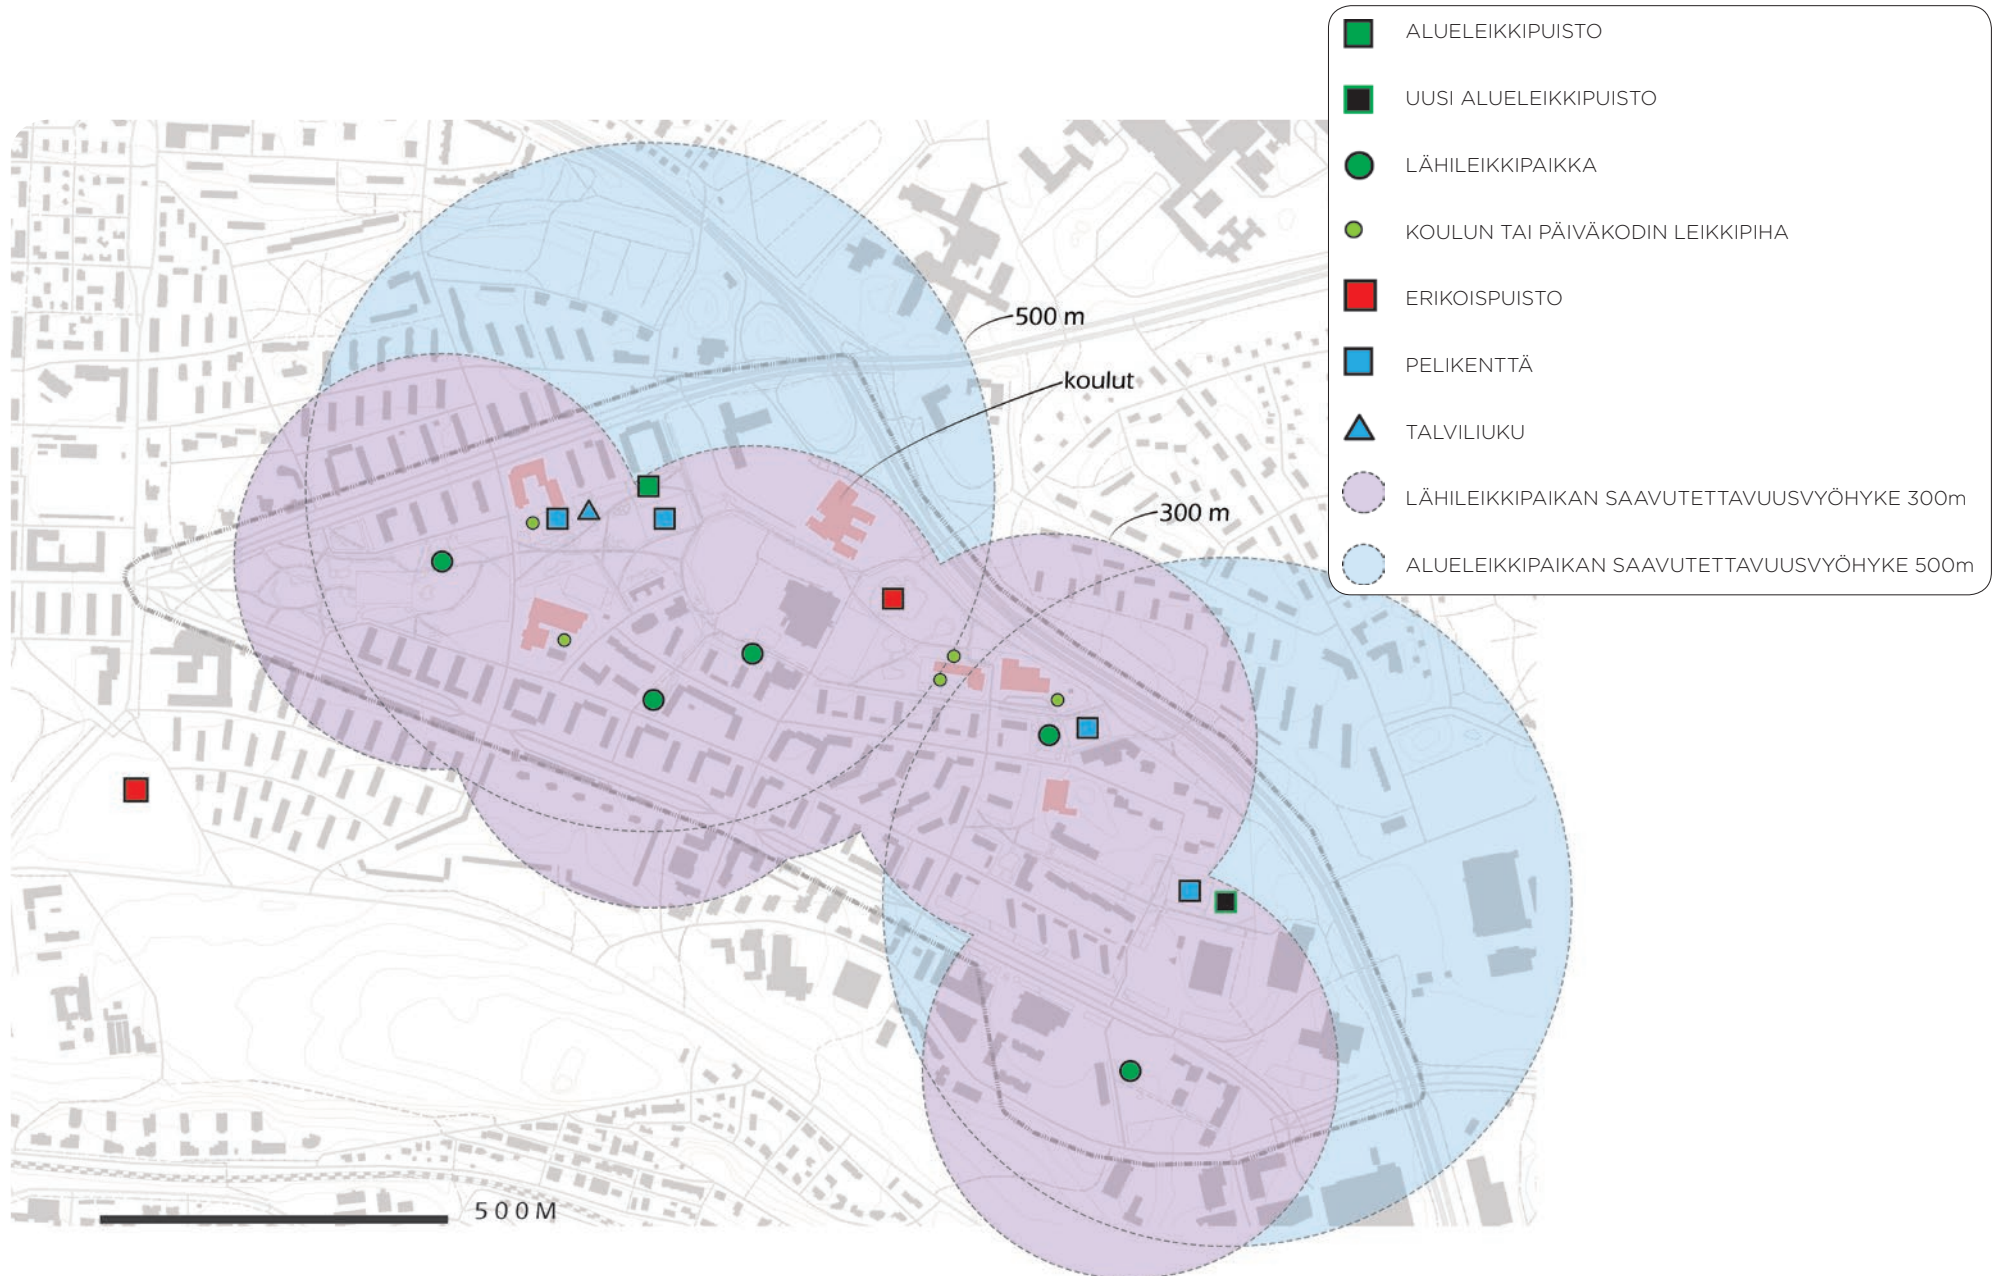 ALUELEIKKIPUISTO
UUSI ALUELEIKKIPUISTO
LÄHILEIKKIPAIKKA
KOULUN TAI PÄIVÄKODIN LEIKKIPIHA
ERIKOISPUISTO
PELIKENTTÄ
TALVILIUKU
LÄHILEIKKIPAIKAN SAAVUTETTAVUUSVYÖHYKE 300m
ALUELEIKKIPAIKAN SAAVUTETTAVUUSVYÖHYKE 500m
500 m
koulut
300 m
500M